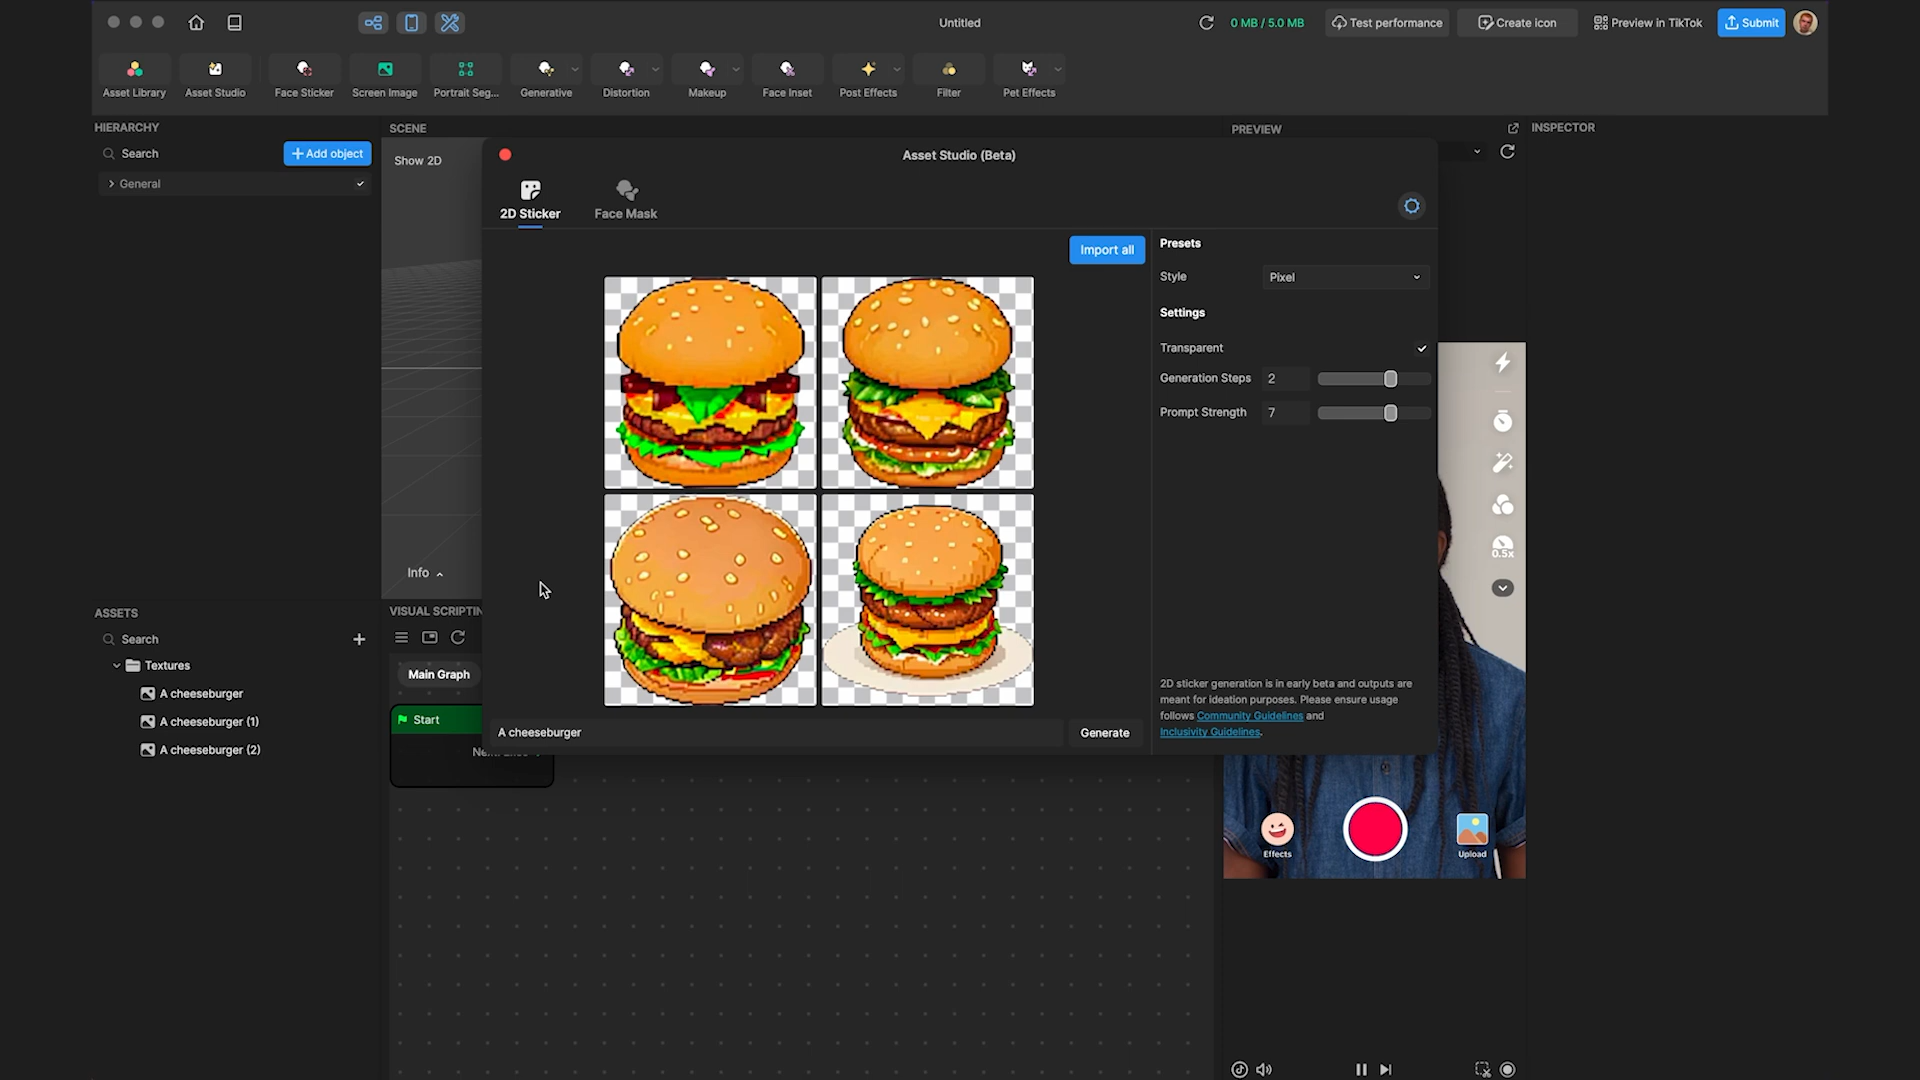 Untitled
0 MB / 5.0 MB
Test performance
Create icon
Preview in TikTok
Submit
Asset Library
Asset Studio
Face Sticker
Screen Image
Portrait Seg...
Generative
Distortion
Makeup
Face Inset
Post Effects
Filter
Pet Effects
HIERARCHY
Search
Add object
General
SCENE
Show 2D
Info
Asset Studio (Beta)
2D Sticker
Face Mask
Import all
Presets
Style
Pixel
Settings
Transparent
Generation Steps
2
Prompt Strength
7
2D sticker generation is in early beta and outputs are
meant for ideation purposes. Please ensure usage
follows Community Guidelines and
Inclusivity Guidelines.
A cheeseburger
Generate
PREVIEW
INSPECTOR
0.5x
Effects
Upload
ASSETS
Search
Textures
A cheeseburger
A cheeseburger (1)
A cheeseburger (2)
VISUAL SCRIPTIN
Main Graph
Start